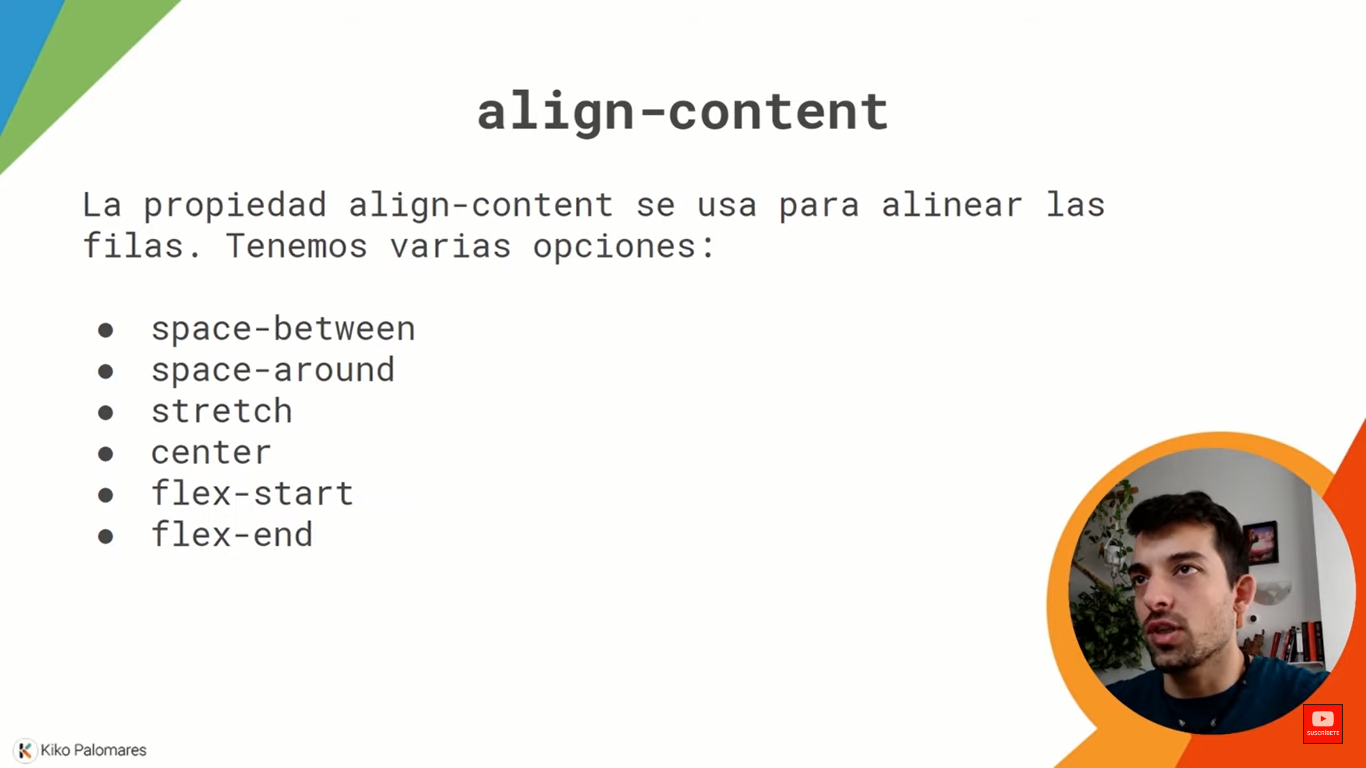 align-content
La propiedad align-content se usa para alinear las
filas. Tenemos varias opciones:
● space-between
● space-around
● stretch
● center
● flex-start
● flex-end
Kiko Palomares
SUSCRÍBETE